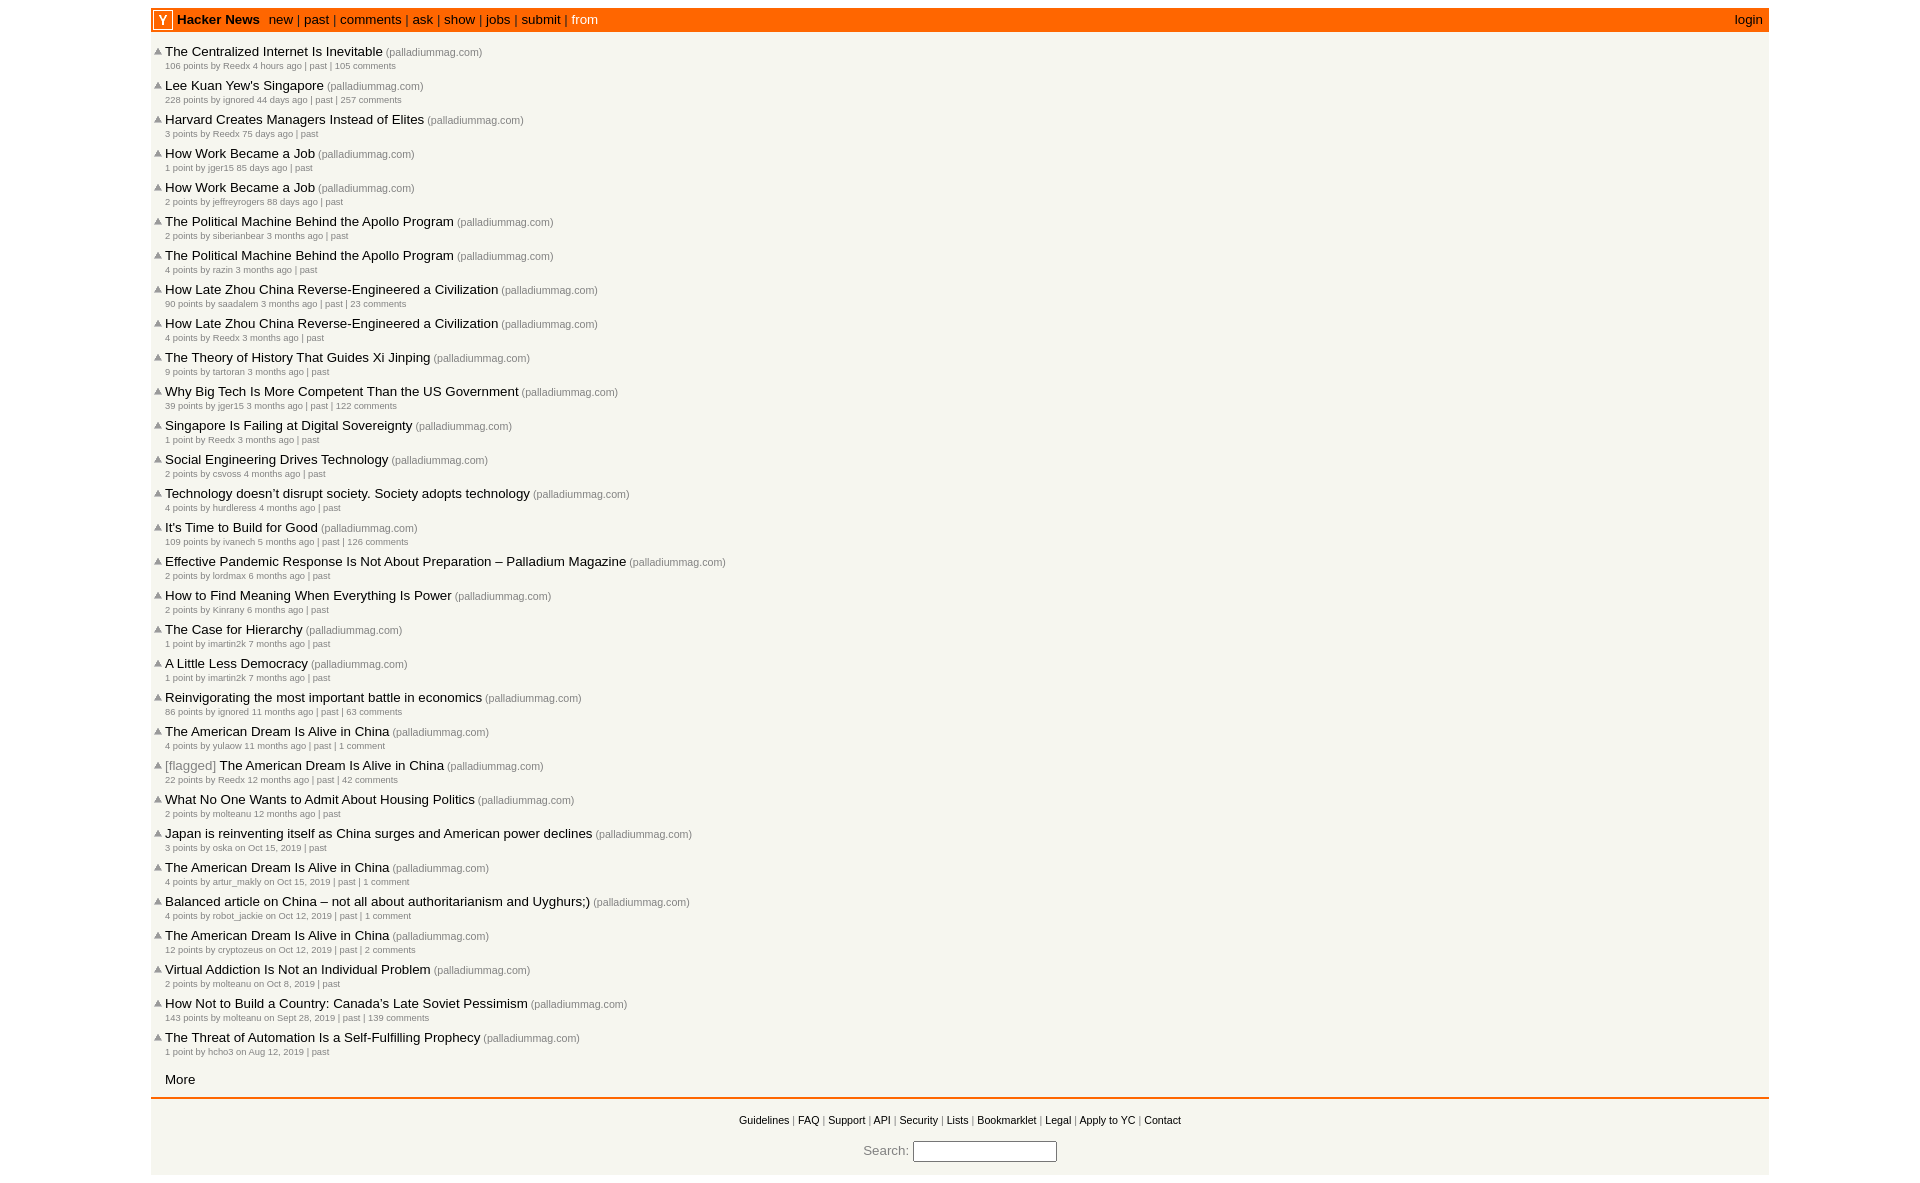 Y Hacker News new | past | comments | ask | show | jobs | submit | from login
The Centralized Internet Is Inevitable (palladiummag.com)
106 points by Reedx 4 hours ago | past | 105 comments
Lee Kuan Yew's Singapore (palladiummag.com)
228 points by ignored 44 days ago | past | 257 comments
Harvard Creates Managers Instead of Elites (palladiummag.com)
3 points by Reedx 75 days ago | past
How Work Became a Job (palladiummag.com)
1 point by jger15 85 days ago | past
How Work Became a Job (palladiummag.com)
2 points by jeffreyrogers 88 days ago | past
The Political Machine Behind the Apollo Program (palladiummag.com)
2 points by siberianbear 3 months ago | past
The Political Machine Behind the Apollo Program (palladiummag.com)
4 points by razin 3 months ago | past
How Late Zhou China Reverse-Engineered a Civilization (palladiummag.com)
90 points by saadalem 3 months ago | past | 23 comments
How Late Zhou China Reverse-Engineered a Civilization (palladiummag.com)
4 points by Reedx 3 months ago | past
The Theory of History That Guides Xi Jinping (palladiummag.com)
9 points by tartoran 3 months ago | past
Why Big Tech Is More Competent Than the US Government (palladiummag.com)
39 points by jger15 3 months ago | past | 122 comments
Singapore Is Failing at Digital Sovereignty (palladiummag.com)
1 point by Reedx 3 months ago | past
Social Engineering Drives Technology (palladiummag.com)
2 points by csvoss 4 months ago | past
Technology doesn’t disrupt society. Society adopts technology (palladiummag.com)
4 points by hurdleress 4 months ago | past
It's Time to Build for Good (palladiummag.com)
109 points by ivanech 5 months ago | past | 126 comments
Effective Pandemic Response Is Not About Preparation – Palladium Magazine (palladiummag.com)
2 points by lordmax 6 months ago | past
How to Find Meaning When Everything Is Power (palladiummag.com)
2 points by Kinrany 6 months ago | past
The Case for Hierarchy (palladiummag.com)
1 point by imartin2k 7 months ago | past
A Little Less Democracy (palladiummag.com)
1 point by imartin2k 7 months ago | past
Reinvigorating the most important battle in economics (palladiummag.com)
86 points by ignored 11 months ago | past | 63 comments
The American Dream Is Alive in China (palladiummag.com)
4 points by yulaow 11 months ago | past | 1 comment
[flagged] The American Dream Is Alive in China (palladiummag.com)
22 points by Reedx 12 months ago | past | 42 comments
What No One Wants to Admit About Housing Politics (palladiummag.com)
2 points by molteanu 12 months ago | past
Japan is reinventing itself as China surges and American power declines (palladiummag.com)
3 points by oska on Oct 15, 2019 | past
The American Dream Is Alive in China (palladiummag.com)
4 points by artur_makly on Oct 15, 2019 | past | 1 comment
Balanced article on China – not all about authoritarianism and Uyghurs;) (palladiummag.com)
4 points by robot_jackie on Oct 12, 2019 | past | 1 comment
The American Dream Is Alive in China (palladiummag.com)
12 points by cryptozeus on Oct 12, 2019 | past | 2 comments
Virtual Addiction Is Not an Individual Problem (palladiummag.com)
2 points by molteanu on Oct 8, 2019 | past
How Not to Build a Country: Canada’s Late Soviet Pessimism (palladiummag.com)
143 points by molteanu on Sept 28, 2019 | past | 139 comments
The Threat of Automation Is a Self-Fulfilling Prophecy (palladiummag.com)
1 point by hcho3 on Aug 12, 2019 | past
More
Guidelines | FAQ | Support | API | Security | Lists | Bookmarklet | Legal | Apply to YC | Contact
Search: